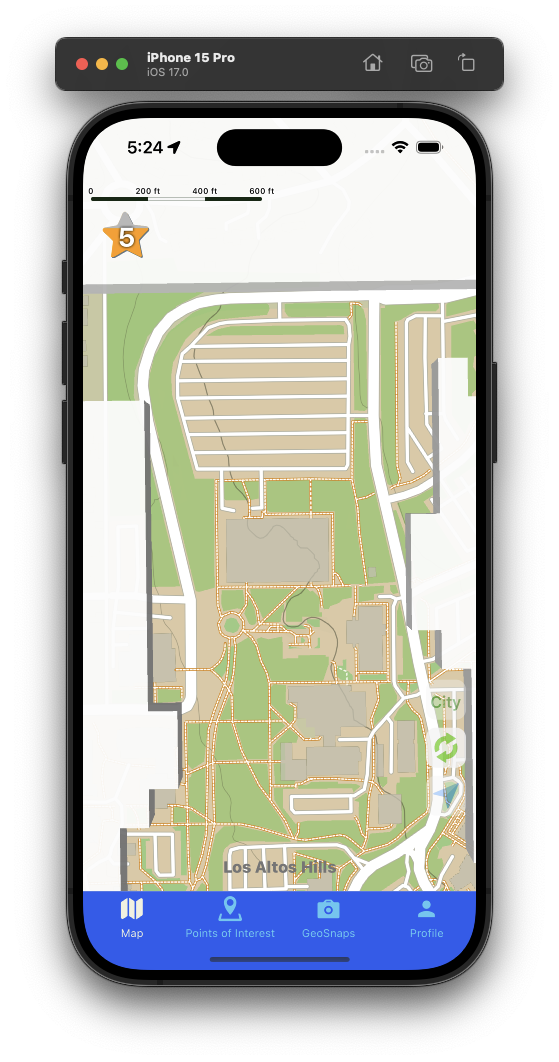 iPhone 15 Pro
iOS 17.0
5:24
0 200 ft 400 ft 600 ft
5
City
Los Altos Hills
Map Points of Interest GeoSnaps Profile